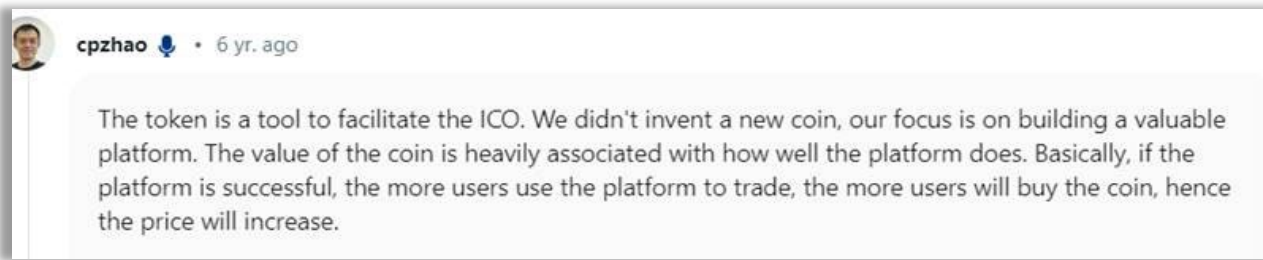 cpzhao • 6 yr. ago
The token is a tool to facilitate the ICO. We didn't invent a new coin, our focus is on building a valuable
platform. The value of the coin is heavily associated with how well the platform does. Basically, if the
platform is successful, the more users use the platform to trade, the more users will buy the coin, hence
the price will increase.